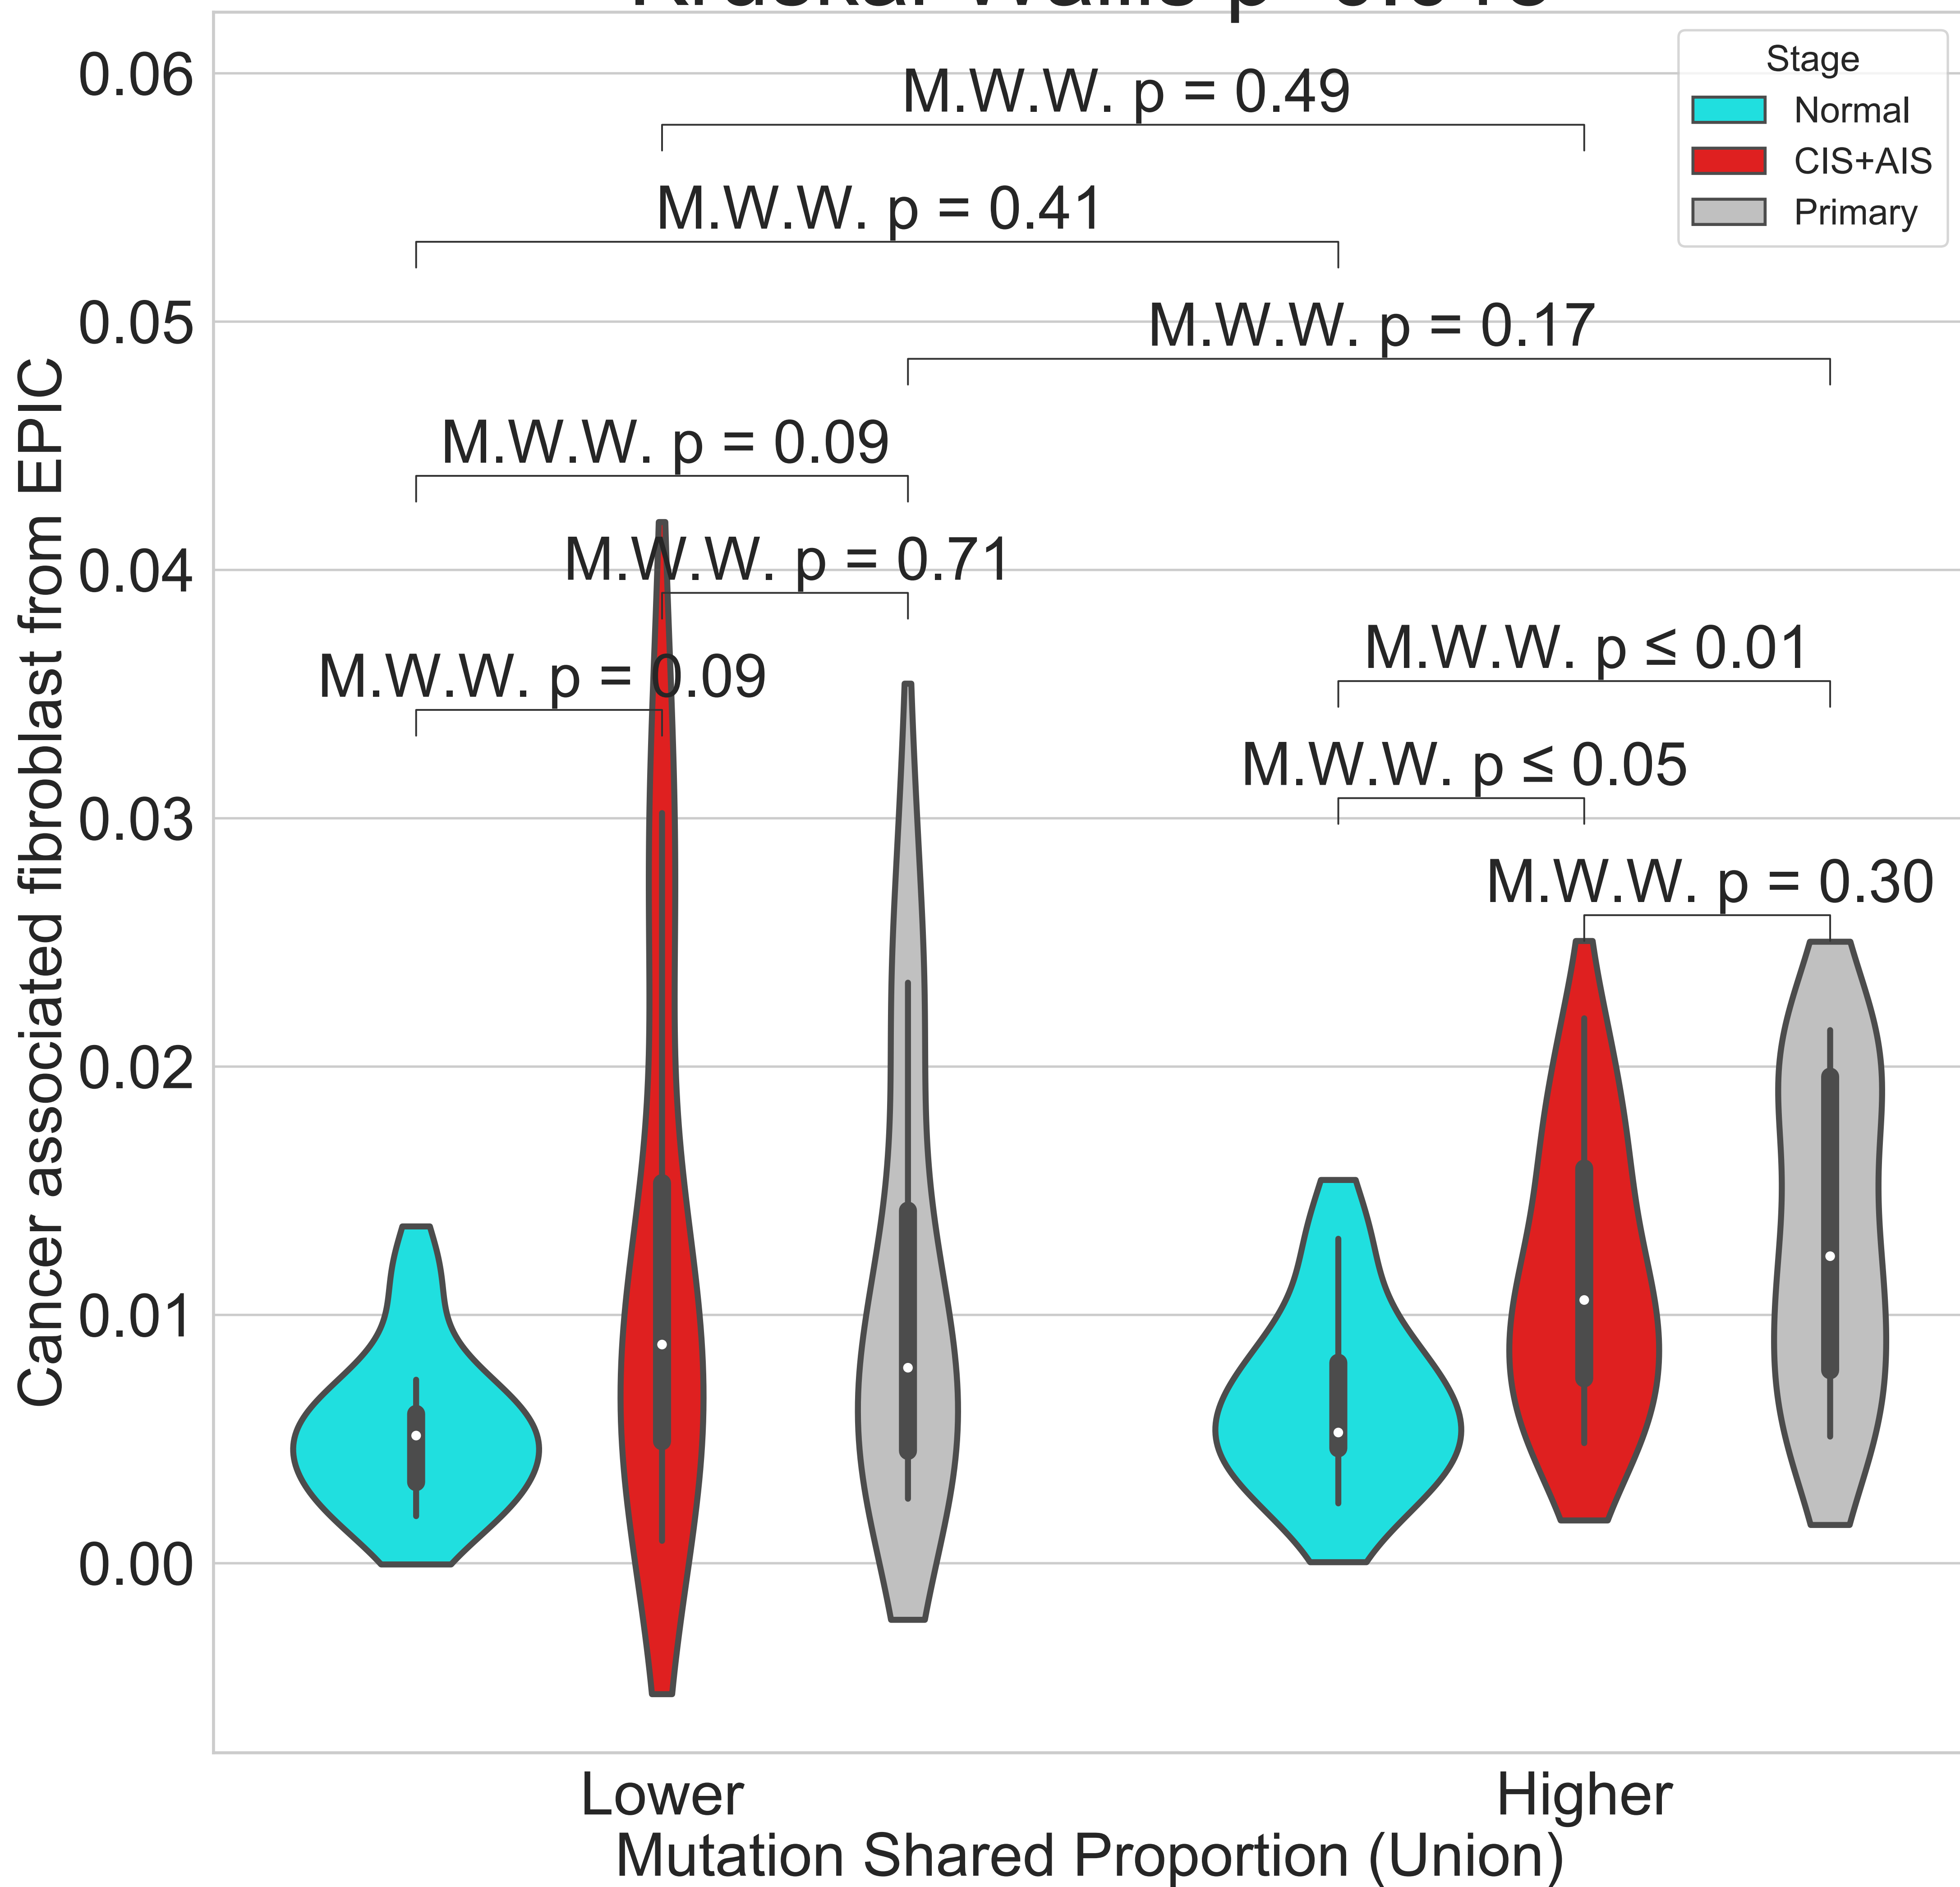 0.06
0.05
0.04
0.03
0.02
0.01
0.00
Cancer associated fibroblast from EPIC
M.W.W. p = 0.49
M.W.W. p = 0.41
M.W.W. p = 0.17
M.W.W. p = 0.09
M.W.W. p = 0.71
M.W.W. p = 0.09
M.W.W. p ≤ 0.01
M.W.W. p ≤ 0.05
M.W.W. p = 0.30
Stage
Normal
CIS+AIS
Primary
Lower
Higher
Mutation Shared Proportion (Union)